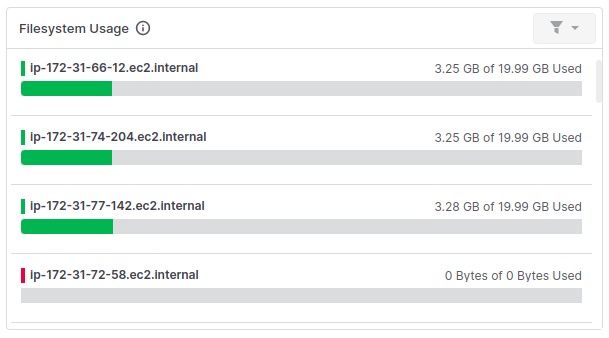 Filesystem Usage
ip-172-31-66-12.ec2.internal 3.25 GB of 19.99 GB Used
ip-172-31-74-204.ec2.internal 3.25 GB of 19.99 GB Used
ip-172-31-77-142.ec2.internal 3.28 GB of 19.99 GB Used
ip-172-31-72-58.ec2.internal 0 Bytes of 0 Bytes Used